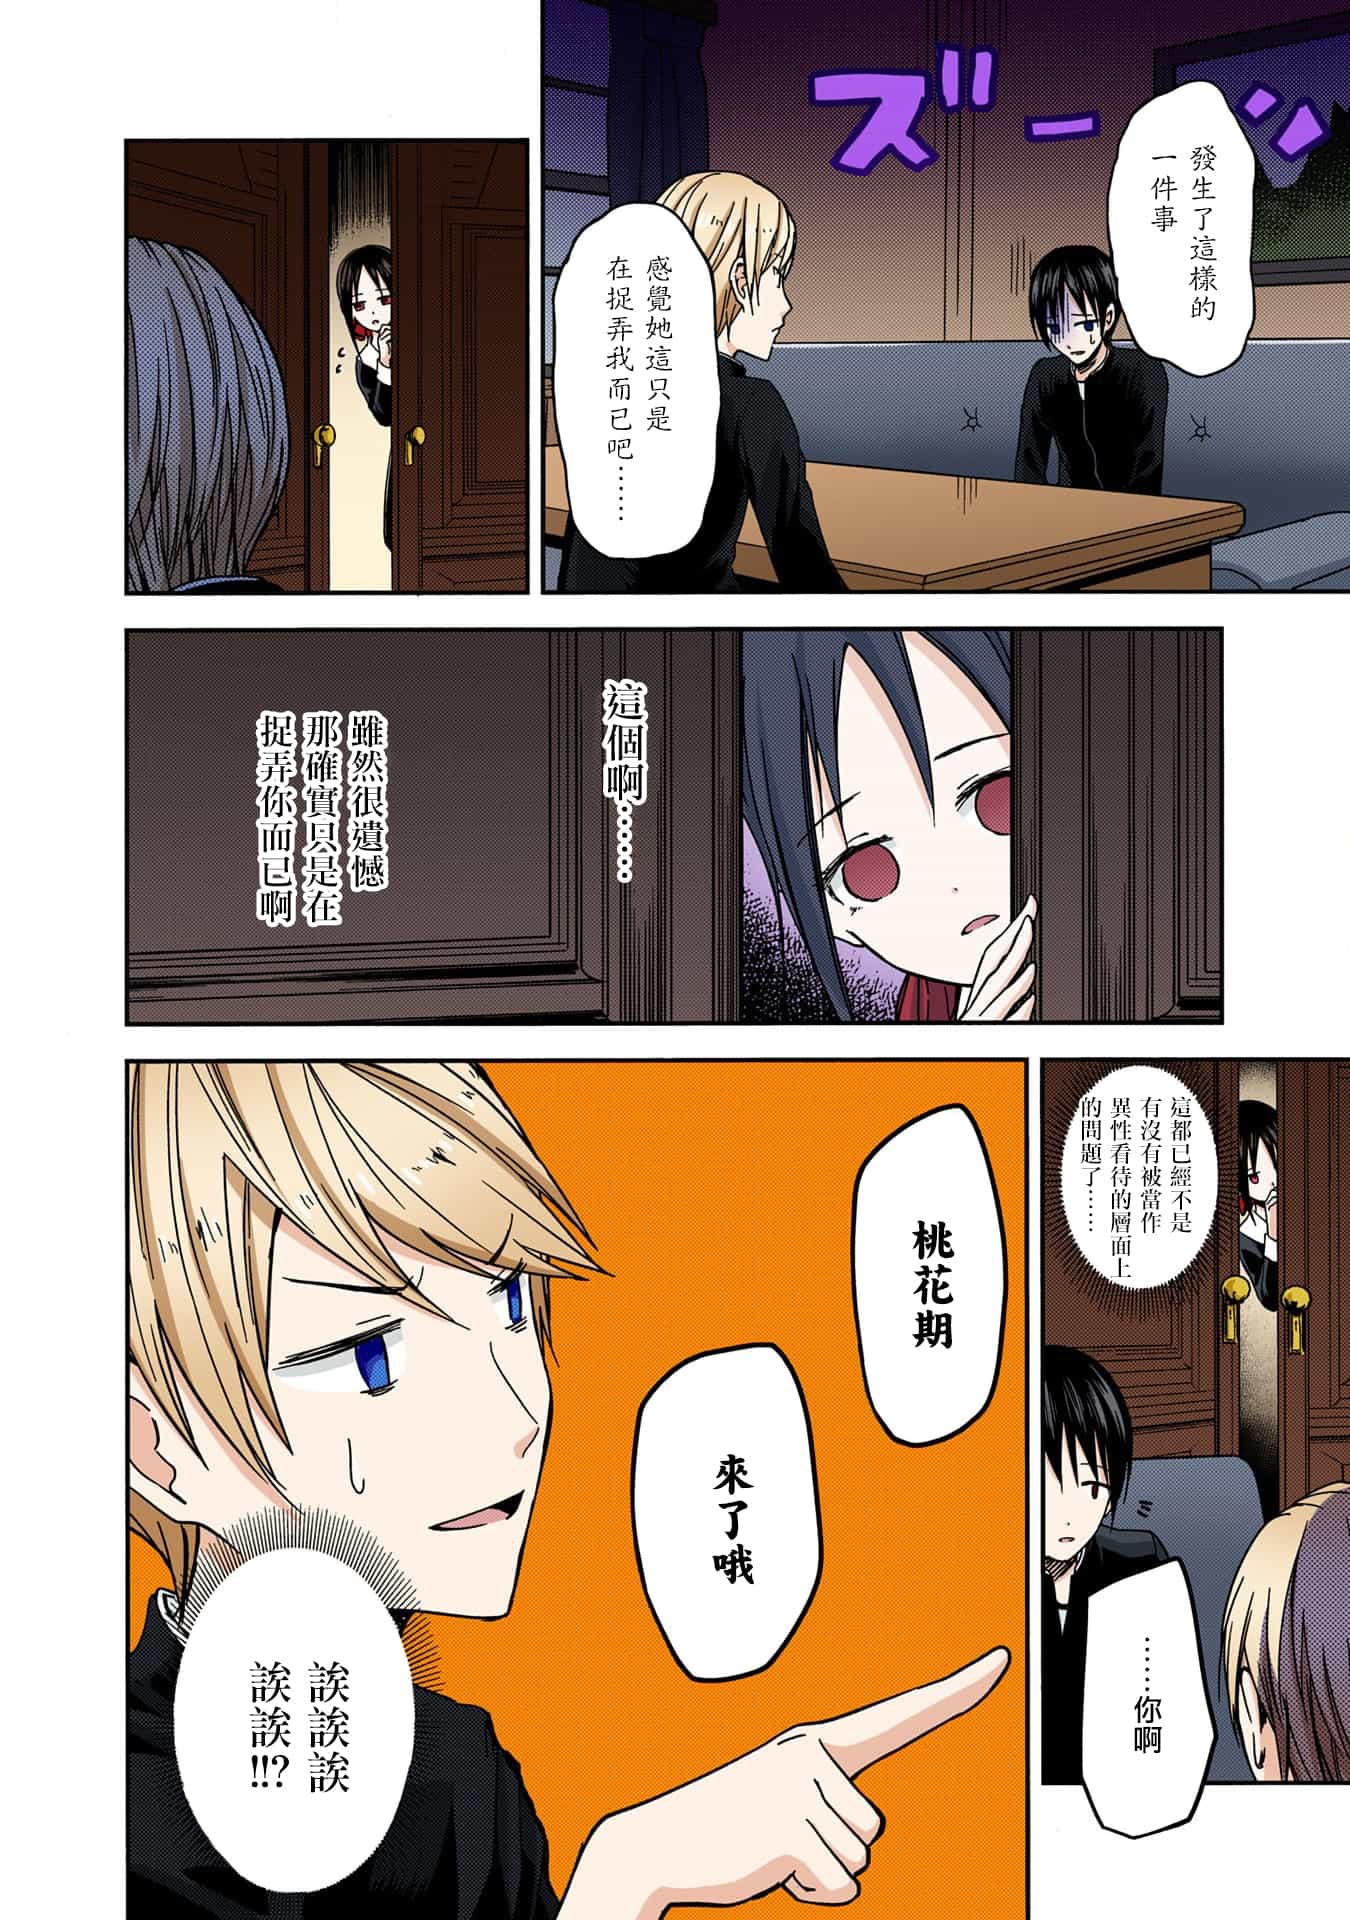 ズーン
發生了這樣的
一件事
感覺她這只是
在捉弄我而已吧……
這個啊……
雖然很遺憾
那確實只是在
捉弄你而已啊
這都已經不是
有沒有被當作
異性看待的層面上
的問題了……
……你啊
桃花期
來了哦
誒誒誒
誒誒!!?